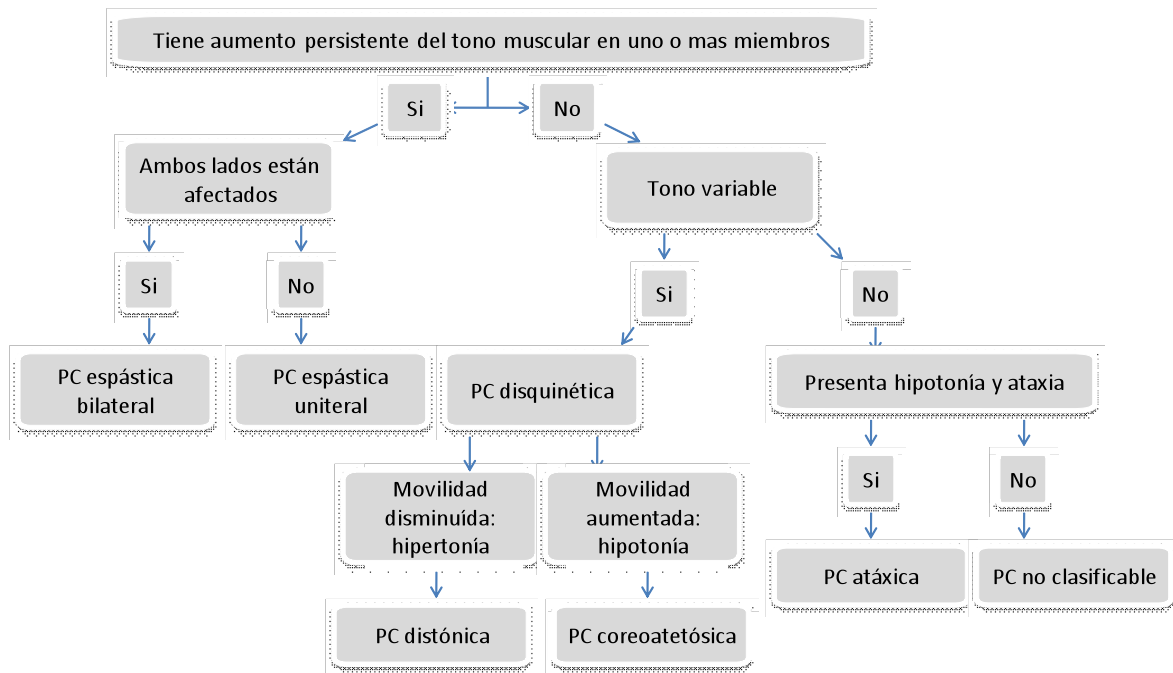 Tiene aumento persistente del tono muscular en uno o mas miembros
Si
No
Ambos lados están
afectados
Tono variable
Si
No
Si
No
PC espástica
bilateral
PC espástica
uniteral
PC disquinética
Presenta hipotonía y ataxia
Movilidad
disminuída:
hipertonía
Movilidad
aumentada:
hipotonía
Si
No
PC distónica
PC coreoatetósica
PC atáxica
PC no clasificable